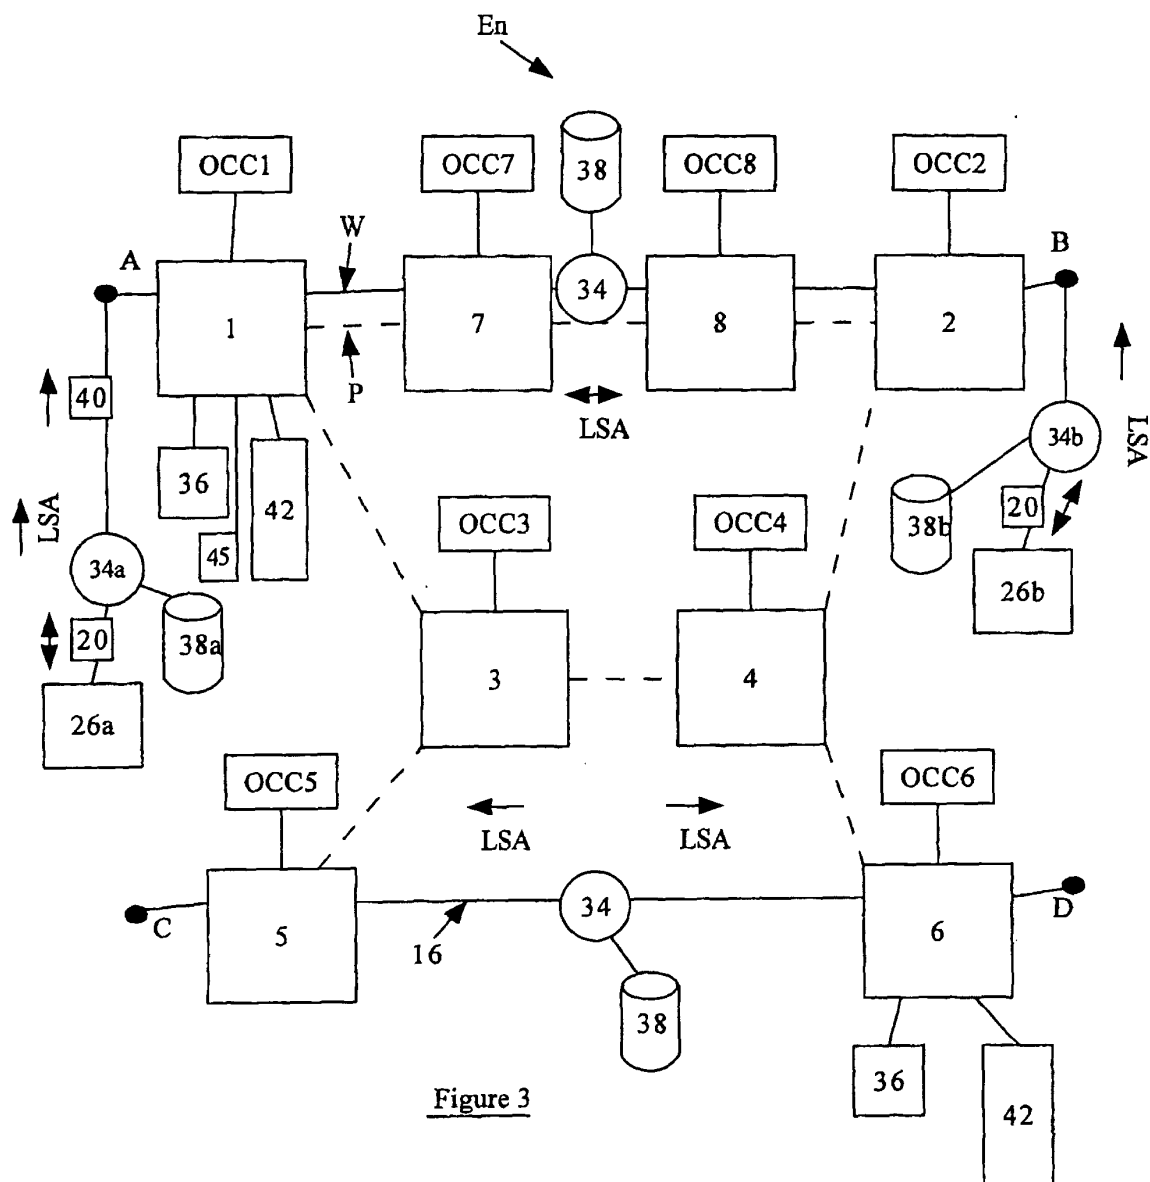 En
OCC1
OCC7
38
OCC8
OCC2
A
W
B
1
7
34
8
2
P
40
LSA
LSA
34b
36
42
38b
20
LSA
45
OCC3
OCC4
34a
26b
20
38a
3
4
26a
OCC5
OCC6
LSA
LSA
C
5
16
34
6
D
38
36
42
Figure 3